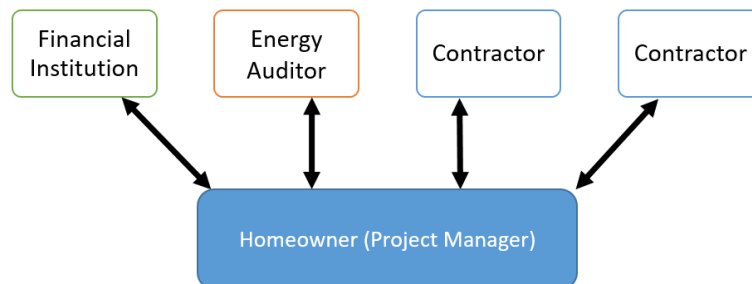 Financial
Institution
Energy
Auditor
Contractor
Contractor
Homeowner (Project Manager)